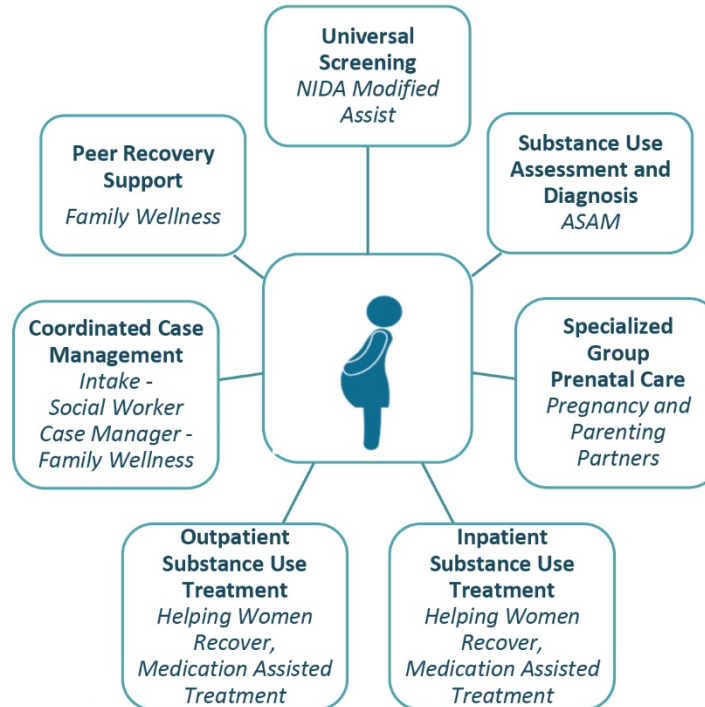 Universal
Screening
NIDA Modified
Assist
Peer Recovery
Support
Family Wellness
Substance Use
Assessment and
Diagnosis
ASAM
Coordinated Case
Management
Intake -
Social Worker
Case Manager -
Family Wellness
Specialized
Group
Prenatal Care
Pregnancy and
Parenting
Partners
Outpatient
Substance Use
Treatment
Helping Women
Recover,
Medication Assisted
Treatment
Inpatient
Substance Use
Treatment
Helping Women
Recover,
Medication Assisted
Treatment